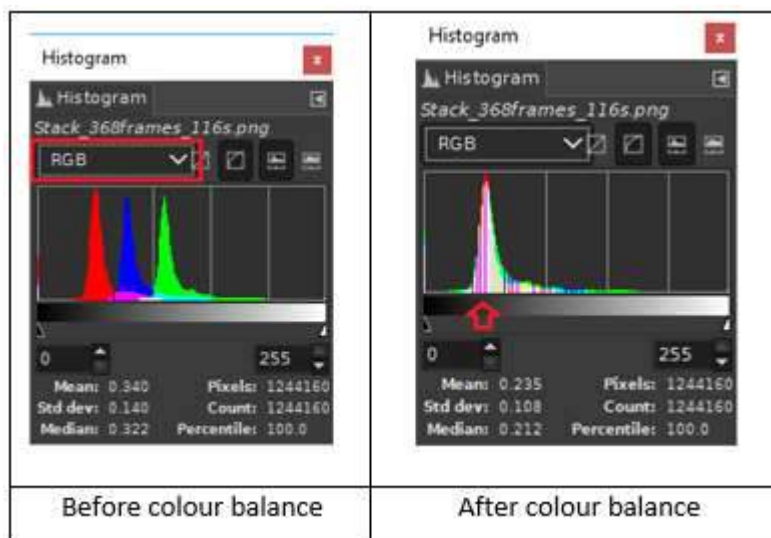 Histogram
x
Histogram
Stack_368frames_116s.png
RGB
0
255
Mean: 0.340 Pixels: 1244160
Std dev: 0.140 Count: 1244160
Median: 0.322 Percentile: 100.0
Before colour balance
Histogram
x
Histogram
Stack_368frames_116s.png
RGB
0
255
Mean: 0.235 Pixels: 1244160
Std dev: 0.108 Count: 1244160
Median: 0.212 Percentile: 100.0
After colour balance